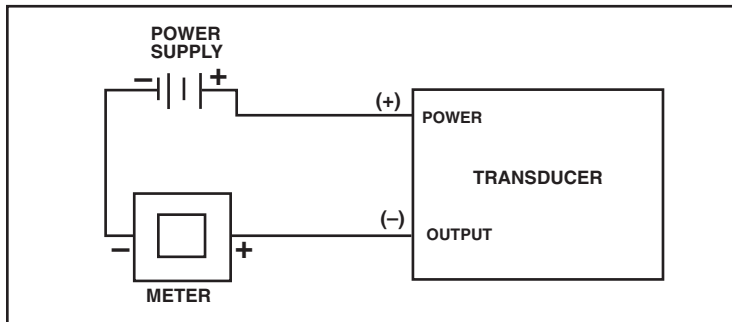 POWER
SUPPLY
– +
(+)
POWER
TRANSDUCER
(–)
OUTPUT
– +
METER